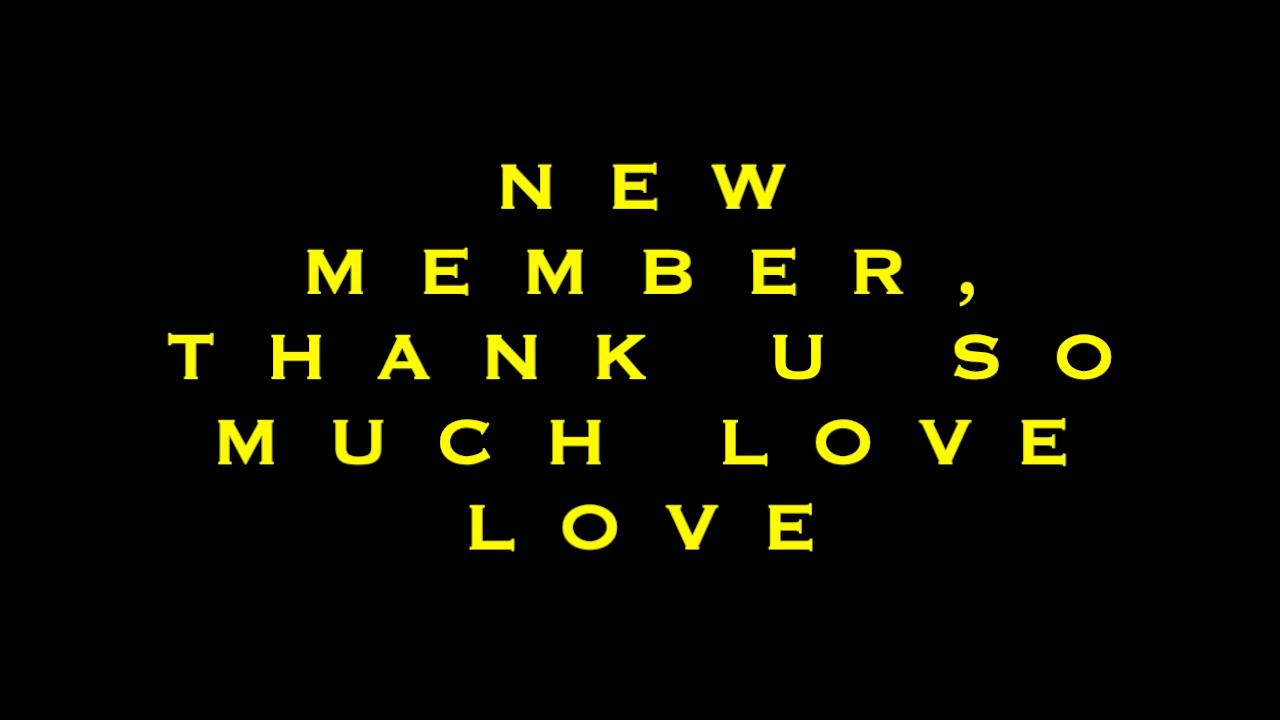 NEW
MEMBER,
THANK U SO
MUCH LOVE
LOVE